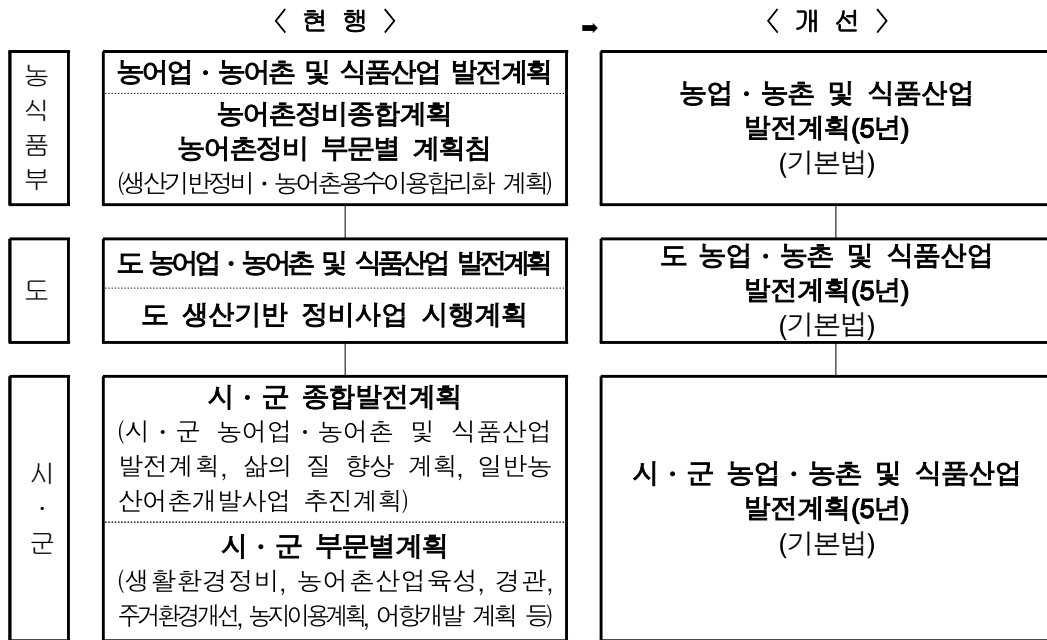 〈 현 행 〉 ➡ 〈 개 선 〉
농식품부
농어업·농어촌 및 식품산업 발전계획
농어촌정비종합계획
농어촌정비 부문별 계획침
(생산기반정비·농어촌용수이용합리화 계획)
농업·농촌 및 식품산업
발전계획(5년)
(기본법)
도
도 농어업·농어촌 및 식품산업 발전계획
도 생산기반 정비사업 시행계획
도 농업·농촌 및 식품산업
발전계획(5년)
(기본법)
시·군
시·군 종합발전계획
(시·군 농어업·농어촌 및 식품산업
발전계획, 삶의 질 향상 계획, 일반농
산어촌개발사업 추진계획)
시·군 부문별계획
(생활환경정비, 농어촌산업육성, 경관,
주거환경개선, 농지이용계획, 어항개발 계획 등)
시·군 농업·농촌 및 식품산업
발전계획(5년)
(기본법)